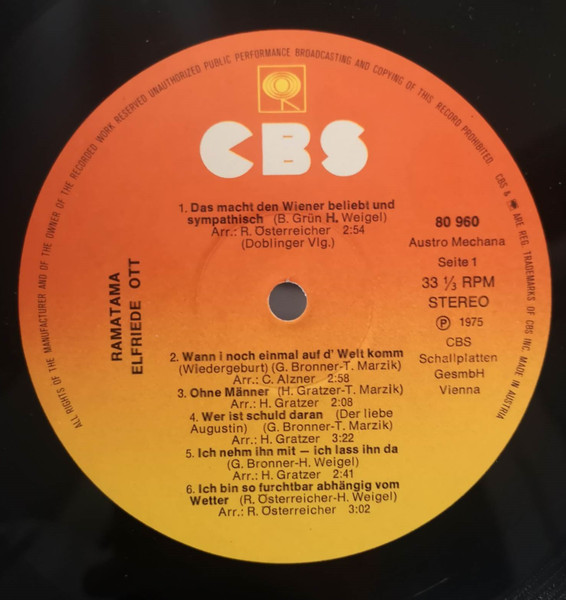 ALL RIGHTS OF THE MANUFACTURER AND OF THE OWNER OF THE RECORDED WORK RESERVED UNAUTHORIZED PUBLIC PERFORMANCE BROADCASTING AND COPYING OF THIS RECORD PROHIBITED.
CBS & ARE REG. TRADEMARKS OF CBS INC. MADE IN AUSTRIA
CBS
1. Das macht den Wiener beliebt und
sympathisch (B. Grün H. Weigel)
Arr.: R. Österreicher 2:54
(Doblinger Vlg.)
80 960
Austro Mechana
Seite 1
33 ⅓ RPM
STEREO
Ⓟ 1975
CBS
Schallplatten
GesmbH
Vienna
RAMATAMA
ELFRIEDE OTT
2. Wann i noch einmal auf d' Welt komm
(Wiedergeburt) (G. Bronner-T. Marzik)
Arr.: C. Alzner 2:58
3. Ohne Männer (H. Gratzer-T. Marzik)
Arr.: H. Gratzer 2:08
4. Wer ist schuld daran (Der liebe
Augustin) (G. Bronner-T. Marzik)
Arr.: H. Gratzer 3:22
5. Ich nehm ihn mit — ich lass ihn da
(G. Bronner-H. Weigel)
Arr.: H. Gratzer 2:41
6. Ich bin so furchtbar abhängig vom
Wetter (R. Österreicher-H. Weigel)
Arr.: R. Österreicher 3:02